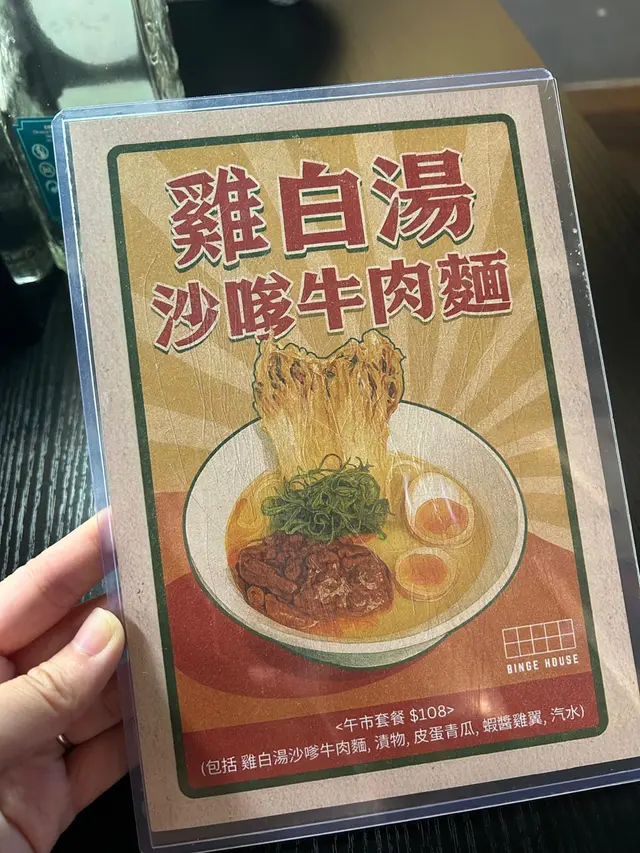 雞白湯
沙嗲牛肉麵
BINGE HOUSE
<午市套餐 $108>
(包括 雞白湯沙嗲牛肉麵, 漬物, 皮蛋青瓜, 蝦醬雞翼, 汽水)